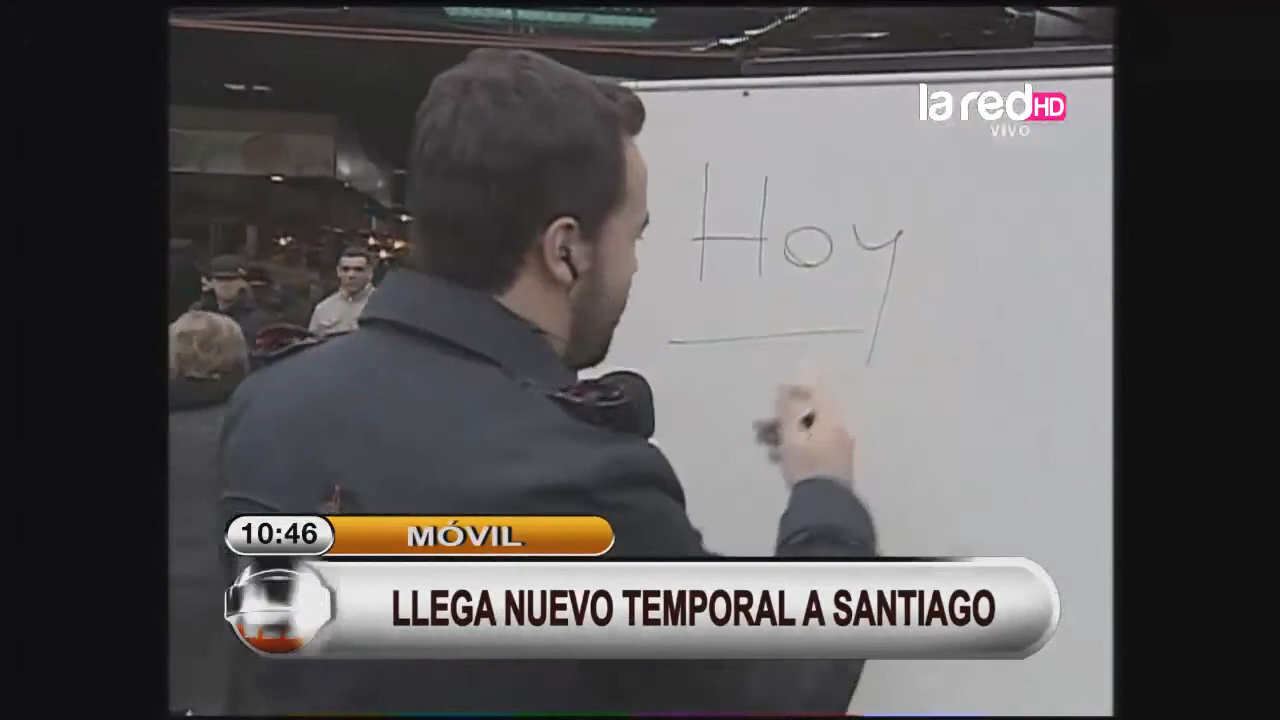 la red HD
vivo
Hoy
10:46 MÓVIL
LLEGA NUEVO TEMPORAL A SANTIAGO